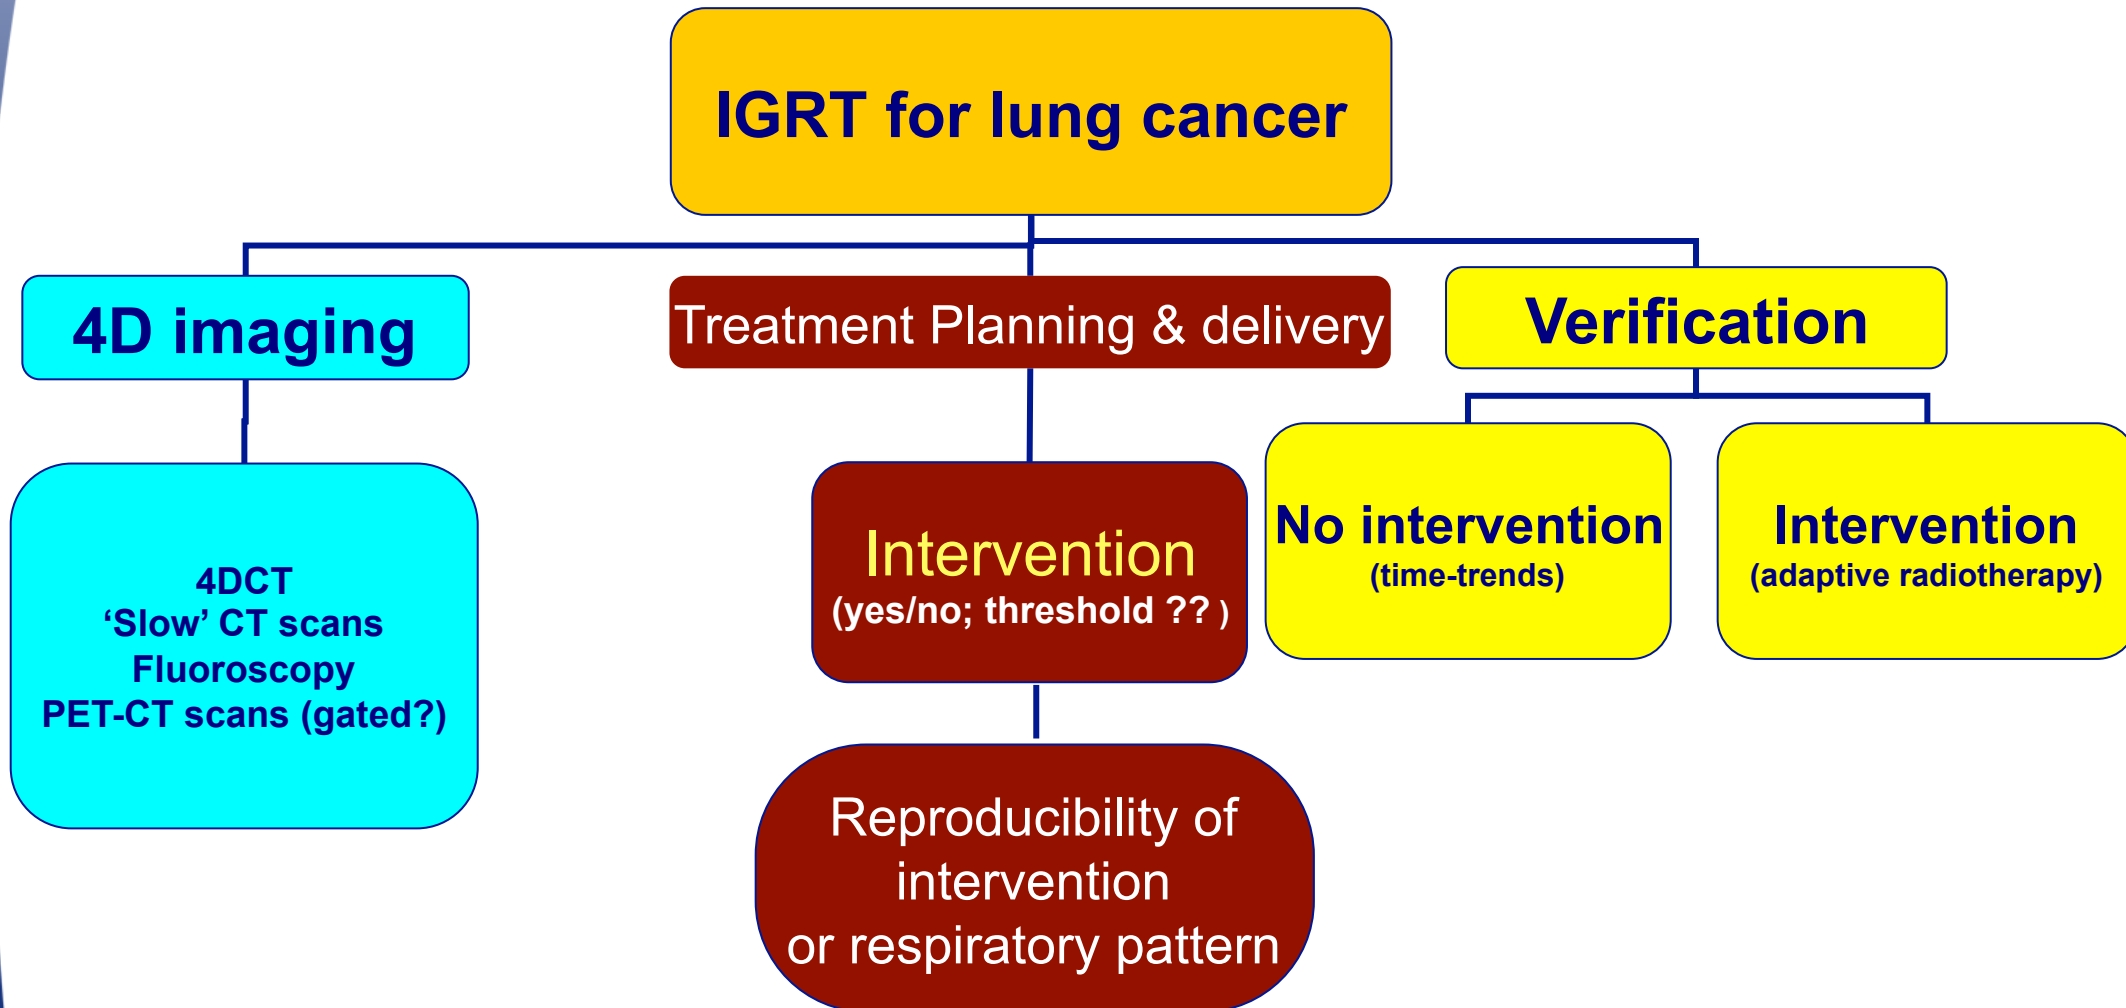 IGRT for lung cancer
4D imaging
Treatment Planning & delivery
Verification
4DCT
‘Slow’ CT scans
Fluoroscopy
PET-CT scans (gated?)
Intervention
(yes/no; threshold ?? )
Reproducibility of
intervention
or respiratory pattern
No intervention
(time-trends)
Intervention
(adaptive radiotherapy)